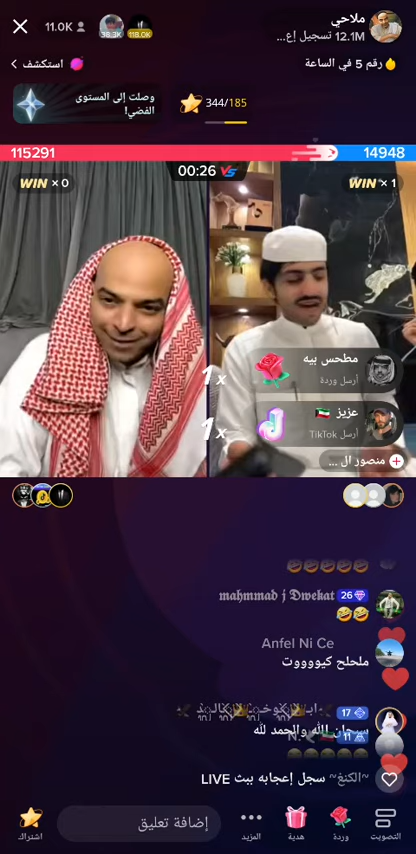 ملاحي
12.1M تسجيل إع...
11.0K
38.3K
118.0K
رقم 5 في الساعة
استكشف
وصلت إلى المستوى
الفضي!
344/185
115291
14948
00:26
VS
WIN × 0
WIN × 1
مطحس بيه
أرسل وردة
1x
عزيز
أرسل TikTok
1x
منصور ال ...
mahmmad j Dwekat
26
Anfel Ni Ce
ملحلح كيووووت
17
سبحان الله والحمد لله
11
~الكنغ~ سجل إعجابه ببث LIVE
إضافة تعليق
اشتراك
المزيد
هدية
وردة
التصويت